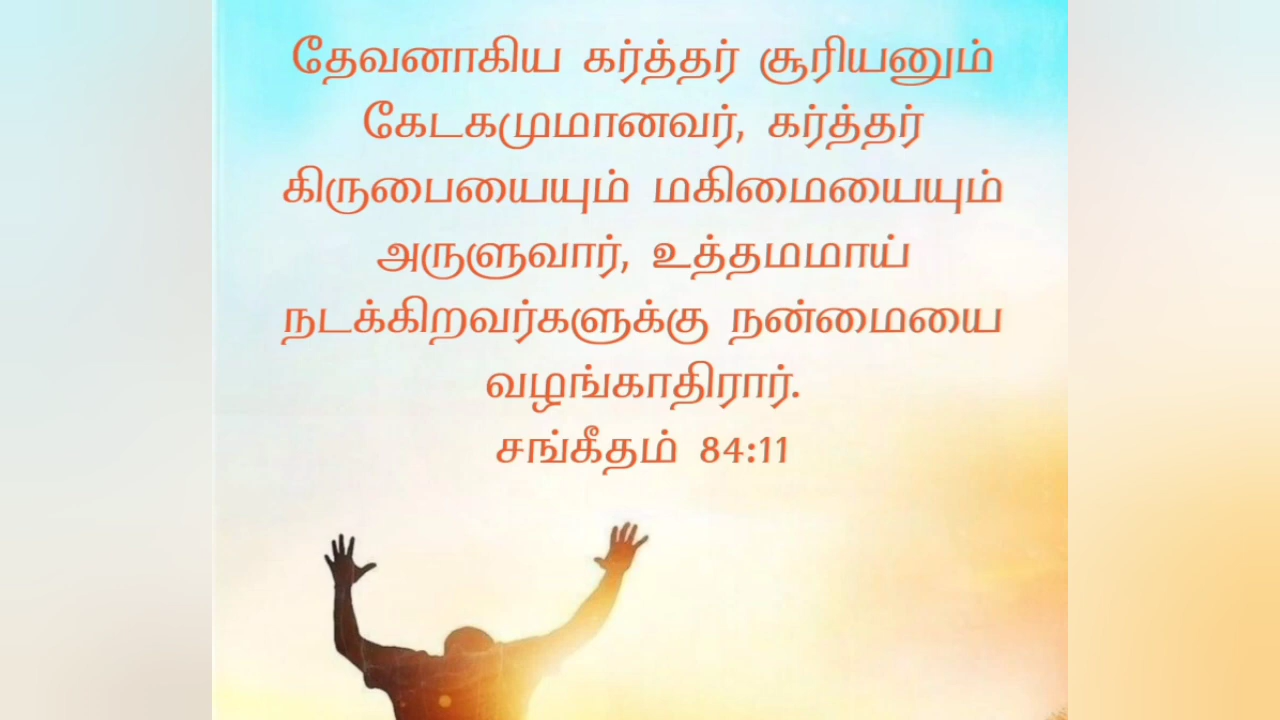 தேவனாகிய கர்த்தர் சூரியனும்
கேடகமுமானவர், கர்த்தர்
கிருபையையும் மகிமையையும்
அருளுவார், உத்தமமாய்
நடக்கிறவர்களுக்கு நன்மையை
வழங்காதிரார்.
சங்கீதம் 84:11